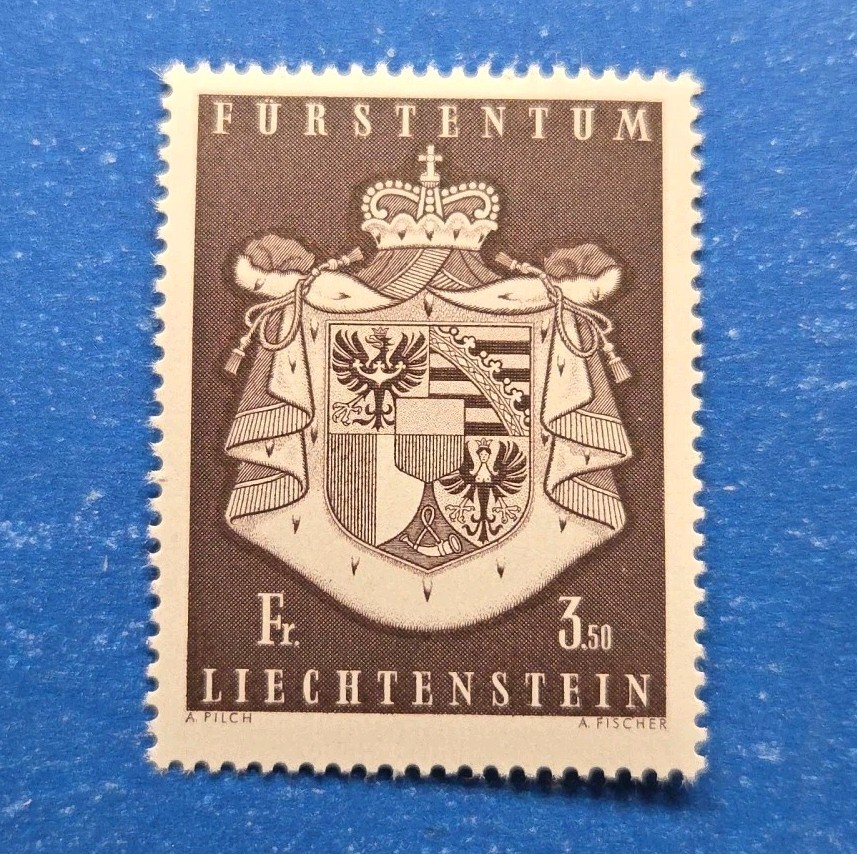 FÜRSTENTUM
Fr. 3.50
LIECHTENSTEIN
A. PILCH A. FISCHER